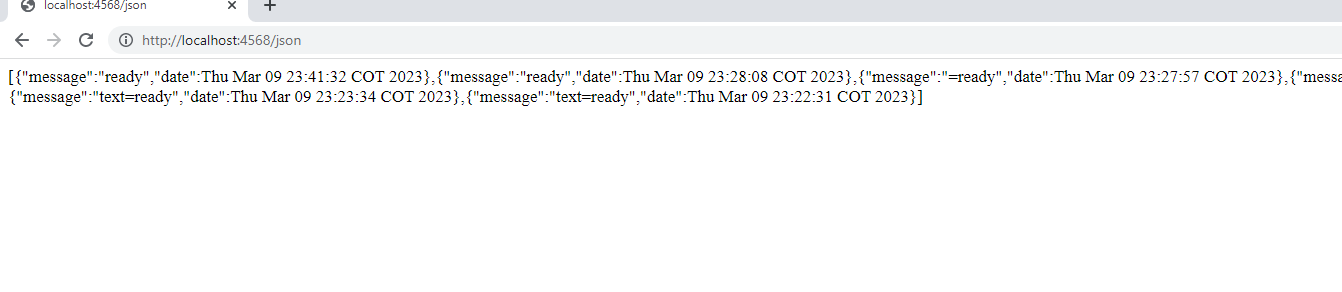 localhost:4568/json
http://localhost:4568/json
[{"message":"ready","date":Thu Mar 09 23:41:32 COT 2023},{"message":"ready","date":Thu Mar 09 23:28:08 COT 2023},{"message":"=ready","date":Thu Mar 09 23:27:57 COT 2023},{"messa
{"message":"text=ready","date":Thu Mar 09 23:23:34 COT 2023},{"message":"text=ready","date":Thu Mar 09 23:22:31 COT 2023}]